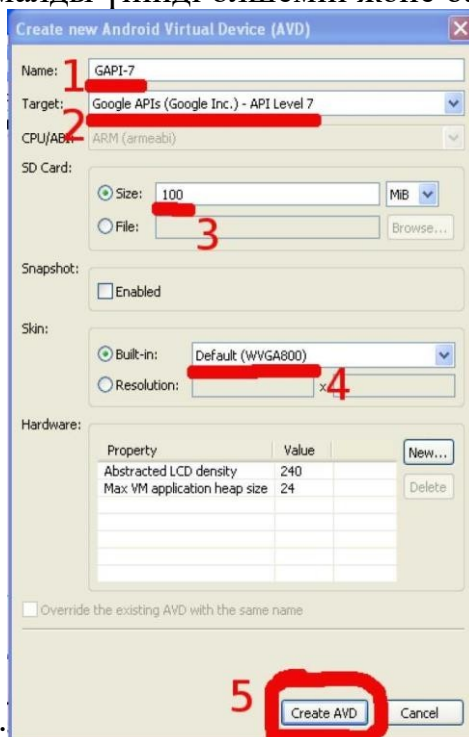 Create new Android Virtual Device (AVD)
Name: 1 GAPI-7
Target: 2 Google APIs (Google Inc.) - API Level 7
CPU/ABI: ARM (armeabi)
SD Card:
Size: 100 MiB
3
File: Browse...
Snapshot:
Enabled
Skin:
Built-in: Default (WVGA800)
4
Resolution: x
Hardware:
Property Value New...
Abstracted LCD density 240 Delete
Max VM application heap size 24
Override the existing AVD with the same name
5
Create AVD Cancel